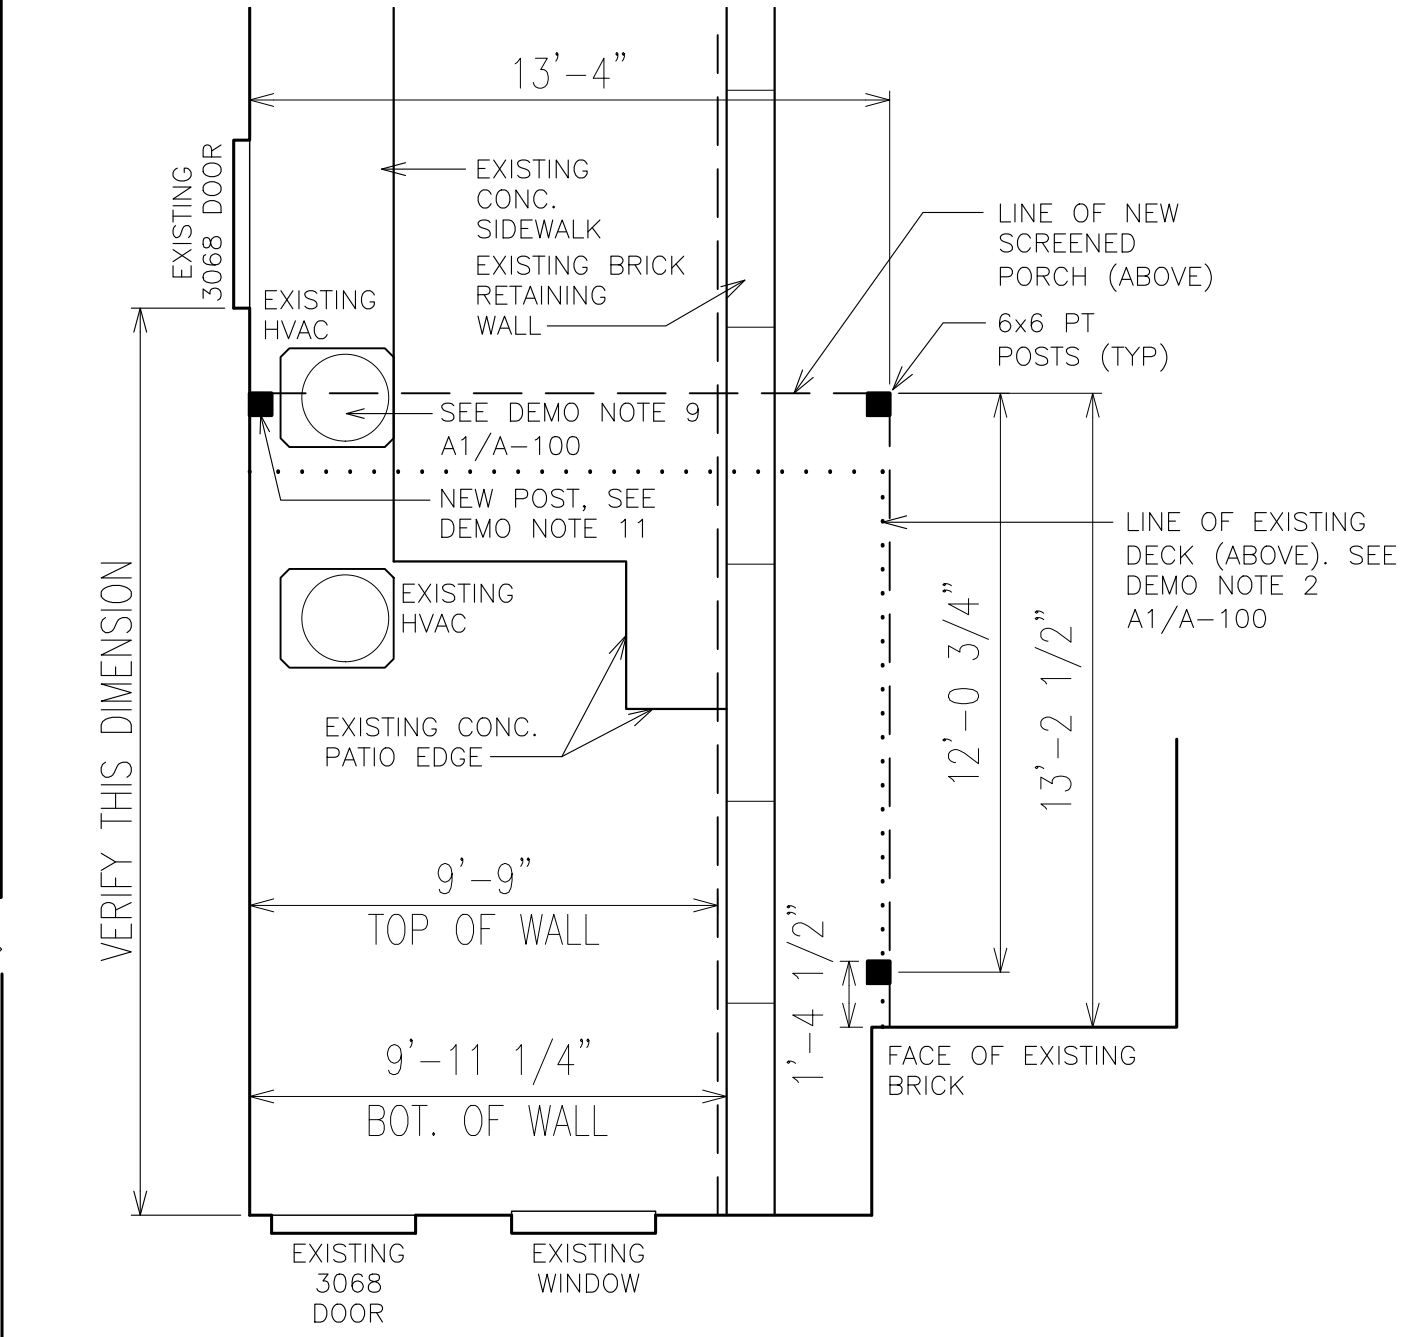 13'-4"
EXISTING
3068 DOOR
EXISTING
CONC.
SIDEWALK
EXISTING BRICK
RETAINING
WALL
LINE OF NEW
SCREENED
PORCH (ABOVE)
6x6 PT
POSTS (TYP)
EXISTING
HVAC
SEE DEMO NOTE 9
A1/A-100
NEW POST, SEE
DEMO NOTE 11
LINE OF EXISTING
DECK (ABOVE). SEE
DEMO NOTE 2
A1/A-100
EXISTING
HVAC
VERIFY THIS DIMENSION
12'-0 3/4"
13'-2 1/2"
EXISTING CONC.
PATIO EDGE
9'-9"
TOP OF WALL
1'-4 1/2"
9'-11 1/4"
BOT. OF WALL
FACE OF EXISTING
BRICK
EXISTING
3068
DOOR
EXISTING
WINDOW